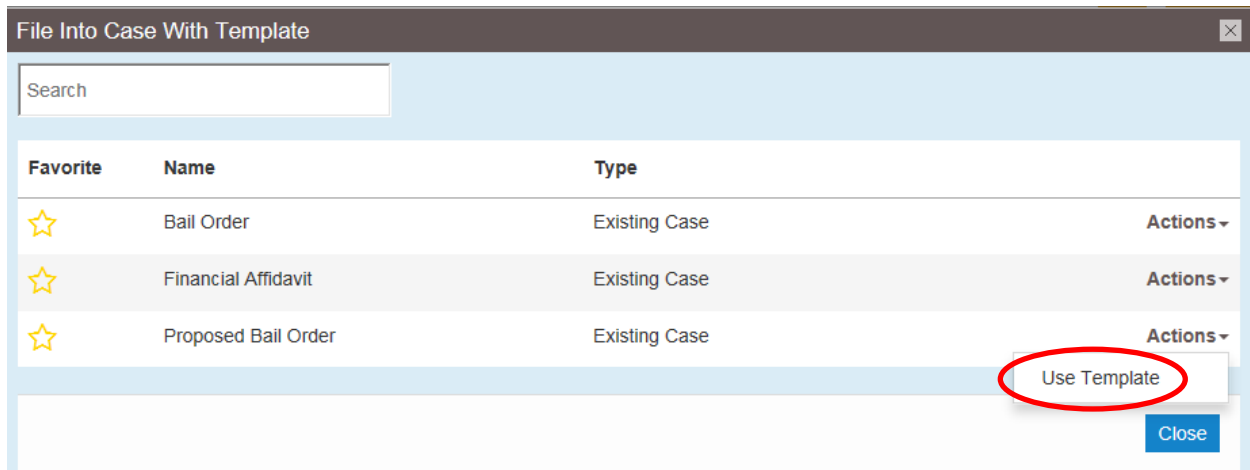 File Into Case With Template
Search
Favorite Name Type
Bail Order Existing Case Actions
Financial Affidavit Existing Case Actions
Proposed Bail Order Existing Case Actions
Use Template
Close